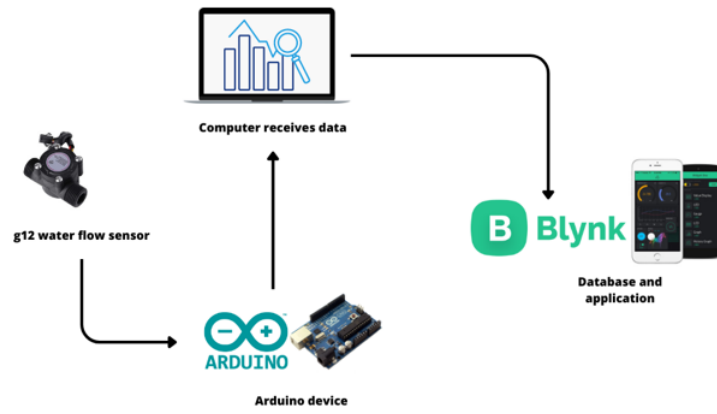 Computer receives data
g12 water flow sensor
B Blynk
Database and
application
ARDUINO
Arduino device